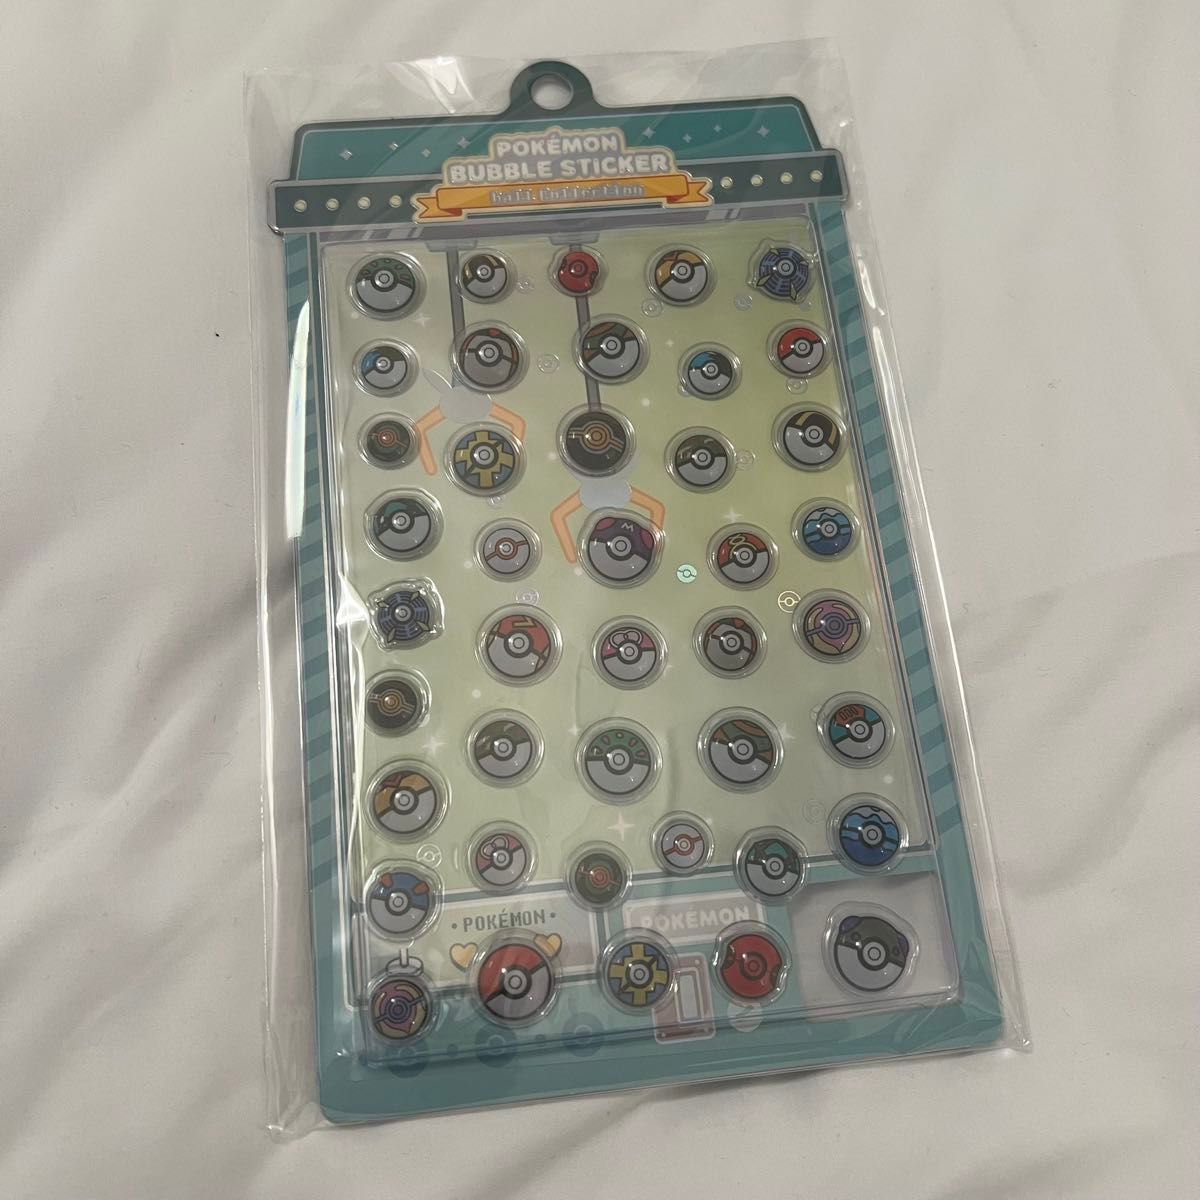 POKÉMON
BUBBLE STICKER
Ball Collection
M
• POKÉMON •
POKÉMON